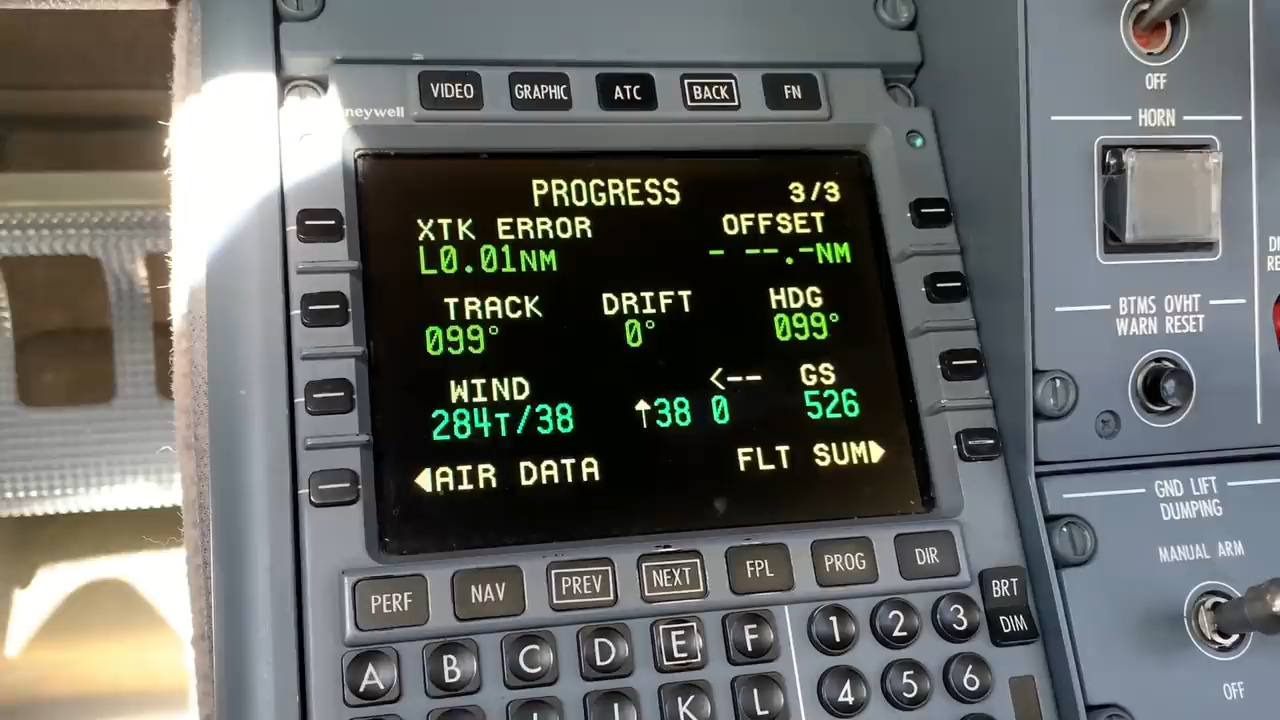 VIDEO GRAPHIC ATC BACK FN
neywell
PROGRESS 3/3
XTK ERROR OFFSET
L0.01NM - --.-NM
TRACK DRIFT HDG
099° 0° 099°
WIND <-- GS
284T/38 ↑38 0 526
◀AIR DATA FLT SUM▶
PERF NAV PREV NEXT FPL PROG DIR
BRT
DIM
A B C D E F 1 2 3
K L 4 5 6
OFF
HORN
BTMS OVHT
WARN RESET
GND LIFT
DUMPING
MANUAL ARM
OFF